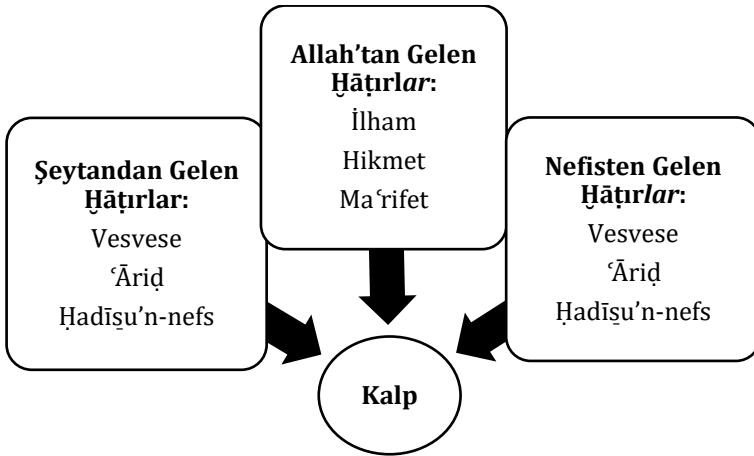 Şeytandan Gelen
Ḫāṭırlar:
Vesvese
ʿĀriḍ
Ḥadīs̱u’n-nefs
Allah’tan Gelen
Ḫāṭırlar:
İlham
Hikmet
Maʿrifet
Nefisten Gelen
Ḫāṭırlar:
Vesvese
ʿĀriḍ
Ḥadīs̱u’n-nefs
Kalp